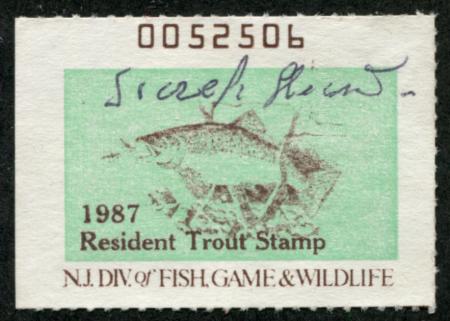 0052506
1987
Resident Trout Stamp
N.J. DIV. of FISH, GAME & WILDLIFE